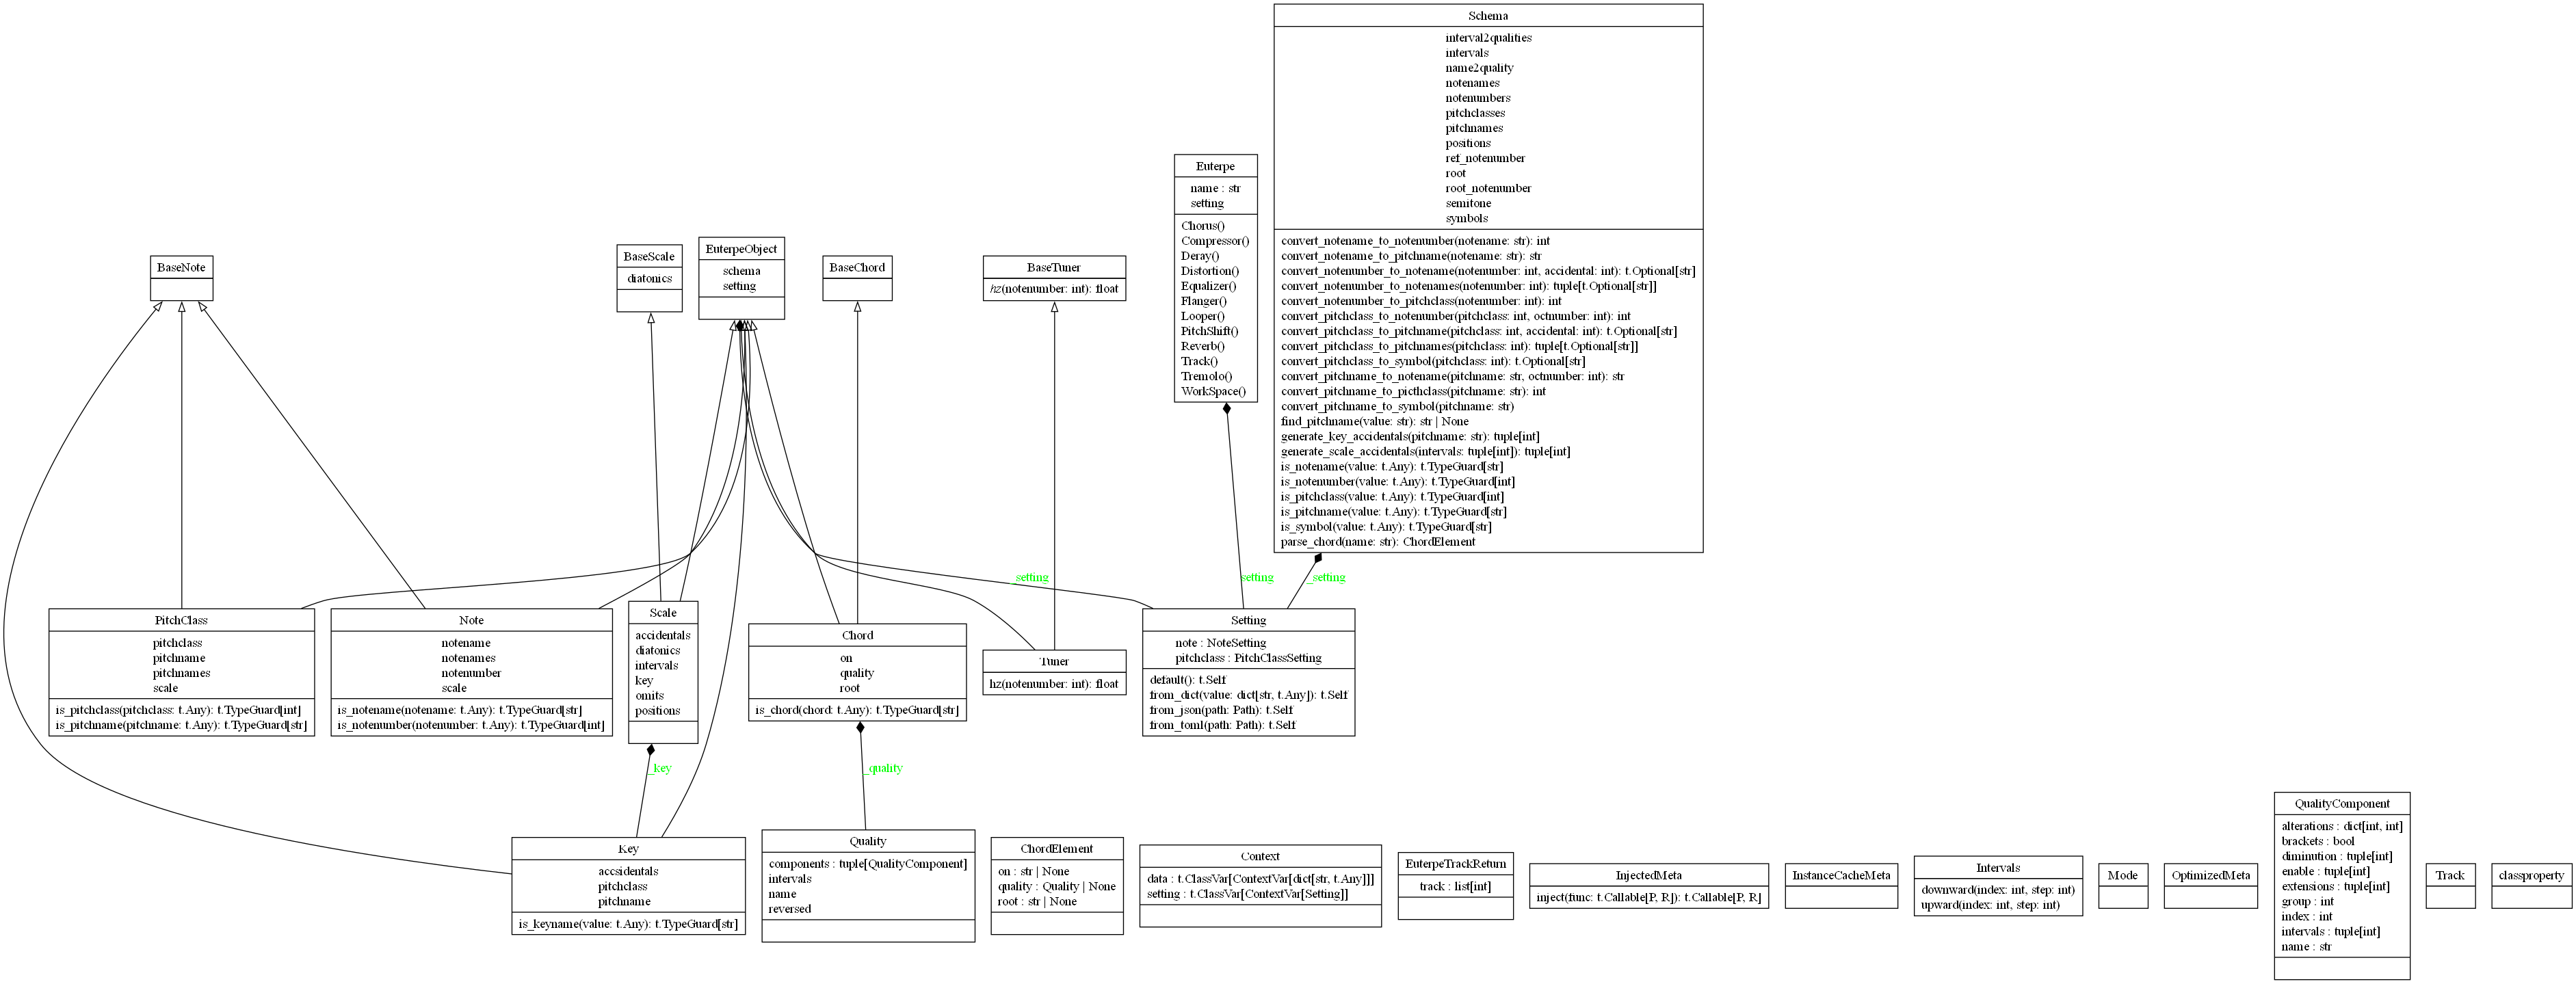 Schema
interval2qualities
intervals
name2quality
notenames
notenumbers
pitchclasses
pitchnames
positions
ref_notenumber
root
root_notenumber
semitone
symbols
convert_notename_to_notenumber(notename: str): int
convert_notename_to_pitchname(notename: str): str
convert_notenumber_to_notename(notenumber: int, accidental: int): t.Optional[str]
convert_notenumber_to_notenames(notenumber: int): tuple[t.Optional[str]]
convert_notenumber_to_pitchclass(notenumber: int): int
convert_pitchclass_to_notenumber(pitchclass: int, octnumber: int): int
convert_pitchclass_to_pitchname(pitchclass: int, accidental: int): t.Optional[str]
convert_pitchclass_to_pitchnames(pitchclass: int): tuple[t.Optional[str]]
convert_pitchclass_to_symbol(pitchclass: int): t.Optional[str]
convert_pitchname_to_notename(pitchname: str, octnumber: int): str
convert_pitchname_to_picthclass(pitchname: str): int
convert_pitchname_to_symbol(pitchname: str)
find_pitchname(value: str): str | None
generate_key_accidentals(pitchname: str): tuple[int]
generate_scale_accidentals(intervals: tuple[int]): tuple[int]
is_notename(value: t.Any): t.TypeGuard[str]
is_notenumber(value: t.Any): t.TypeGuard[int]
is_pitchclass(value: t.Any): t.TypeGuard[int]
is_pitchname(value: t.Any): t.TypeGuard[str]
is_symbol(value: t.Any): t.TypeGuard[str]
parse_chord(name: str): ChordElement
Euterpe
name : str
setting
Chorus()
Compressor()
Deray()
Distortion()
Equalizer()
Flanger()
Looper()
PitchShift()
Reverb()
Track()
Tremolo()
WorkSpace()
BaseNote
BaseScale
diatonics
EuterpeObject
schema
setting
BaseChord
BaseTuner
hz(notenumber: int): float
_setting
setting
_setting
PitchClass
pitchclass
pitchname
pitchnames
scale
is_pitchclass(pitchclass: t.Any): t.TypeGuard[int]
is_pitchname(pitchname: t.Any): t.TypeGuard[str]
Note
notename
notenames
notenumber
scale
is_notename(notename: t.Any): t.TypeGuard[str]
is_notenumber(notenumber: t.Any): t.TypeGuard[int]
Scale
accidentals
diatonics
intervals
key
omits
positions
Chord
on
quality
root
is_chord(chord: t.Any): t.TypeGuard[str]
Tuner
hz(notenumber: int): float
Setting
note : NoteSetting
pitchclass : PitchClassSetting
default(): t.Self
from_dict(value: dict[str, t.Any]): t.Self
from_json(path: Path): t.Self
from_toml(path: Path): t.Self
_key
_quality
Key
accsidentals
pitchclass
pitchname
is_keyname(value: t.Any): t.TypeGuard[str]
Quality
components : tuple[QualityComponent]
intervals
name
reversed
ChordElement
on : str | None
quality : Quality | None
root : str | None
Context
data : t.ClassVar[ContextVar[dict[str, t.Any]]]
setting : t.ClassVar[ContextVar[Setting]]
EuterpeTrackReturn
track : list[int]
InjectedMeta
inject(func: t.Callable[P, R]): t.Callable[P, R]
InstanceCacheMeta
Intervals
downward(index: int, step: int)
upward(index: int, step: int)
Mode
OptimizedMeta
QualityComponent
alterations : dict[int, int]
brackets : bool
diminution : tuple[int]
enable : tuple[int]
extensions : tuple[int]
group : int
index : int
intervals : tuple[int]
name : str
Track
classproperty